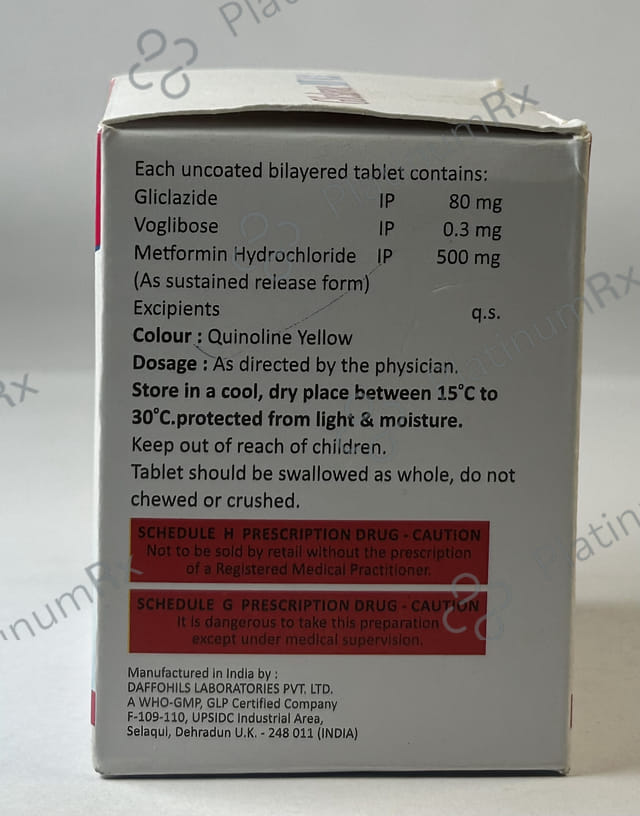 Each uncoated bilayered tablet contains:
Gliclazide IP 80 mg
Voglibose IP 0.3 mg
Metformin Hydrochloride IP 500 mg
(As sustained release form)
Excipients q.s.
Colour : Quinoline Yellow
Dosage : As directed by the physician.
Store in a cool, dry place between 15°C to
30°C.protected from light & moisture.
Keep out of reach of children.
Tablet should be swallowed as whole, do not
chewed or crushed.
SCHEDULE H PRESCRIPTION DRUG - CAUTION
Not to be sold by retail without the prescription
of a Registered Medical Practitioner.
SCHEDULE G PRESCRIPTION DRUG - CAUTION
It is dangerous to take this preparation
except under medical supervision.
Manufactured in India by :
DAFFOHILS LABORATORIES PVT. LTD.
A WHO-GMP, GLP Certified Company
F-109-110, UPSIDC Industrial Area,
Selaqui, Dehradun U.K. - 248 011 (INDIA)
PlatinumRx